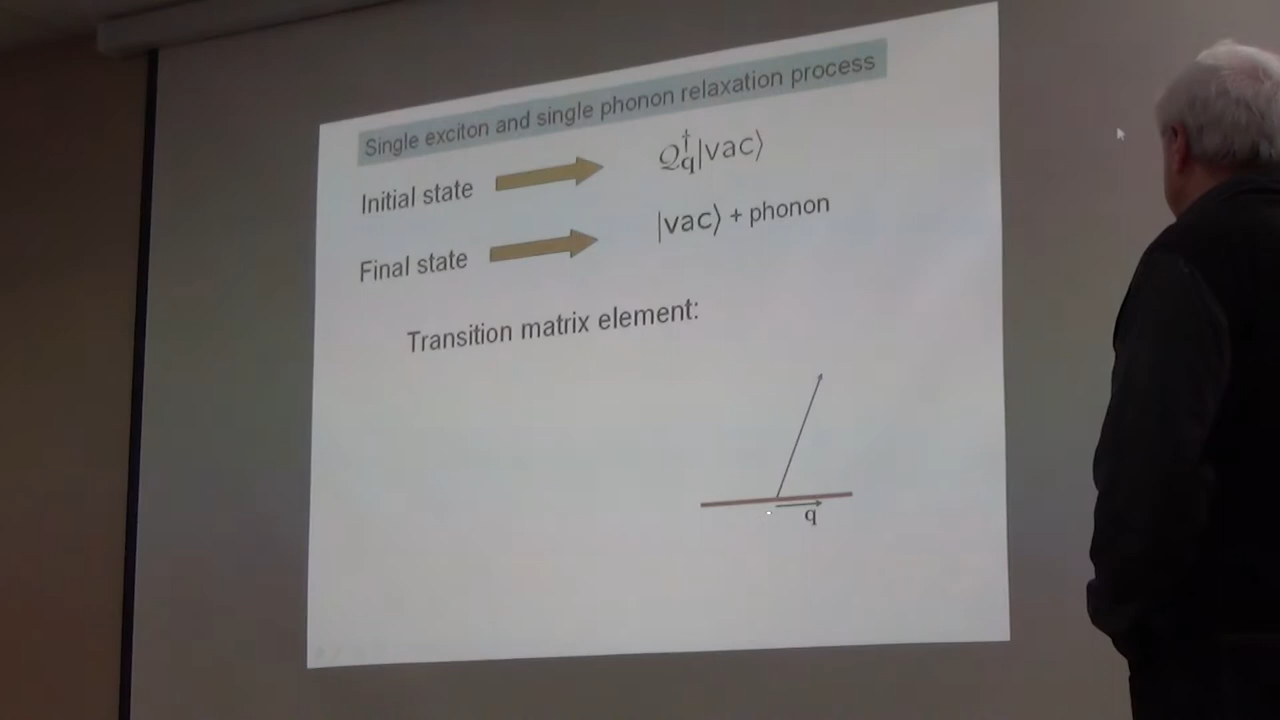 Single exciton and single phonon relaxation process
Initial state 𝒬†q|vac⟩
Final state |vac⟩ + phonon
Transition matrix element:
q